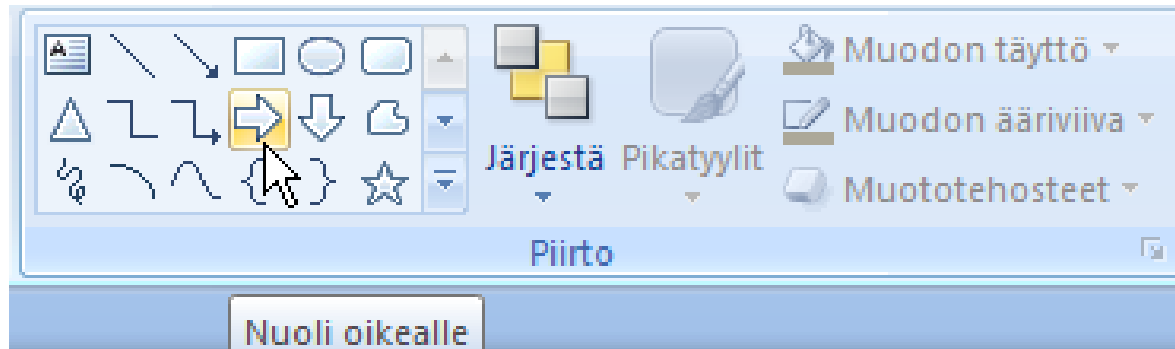 A
Muodon täyttö
Muodon ääriviiva
Järjestä Pikatyylit
Muototehosteet
Piirto
Nuoli oikealle